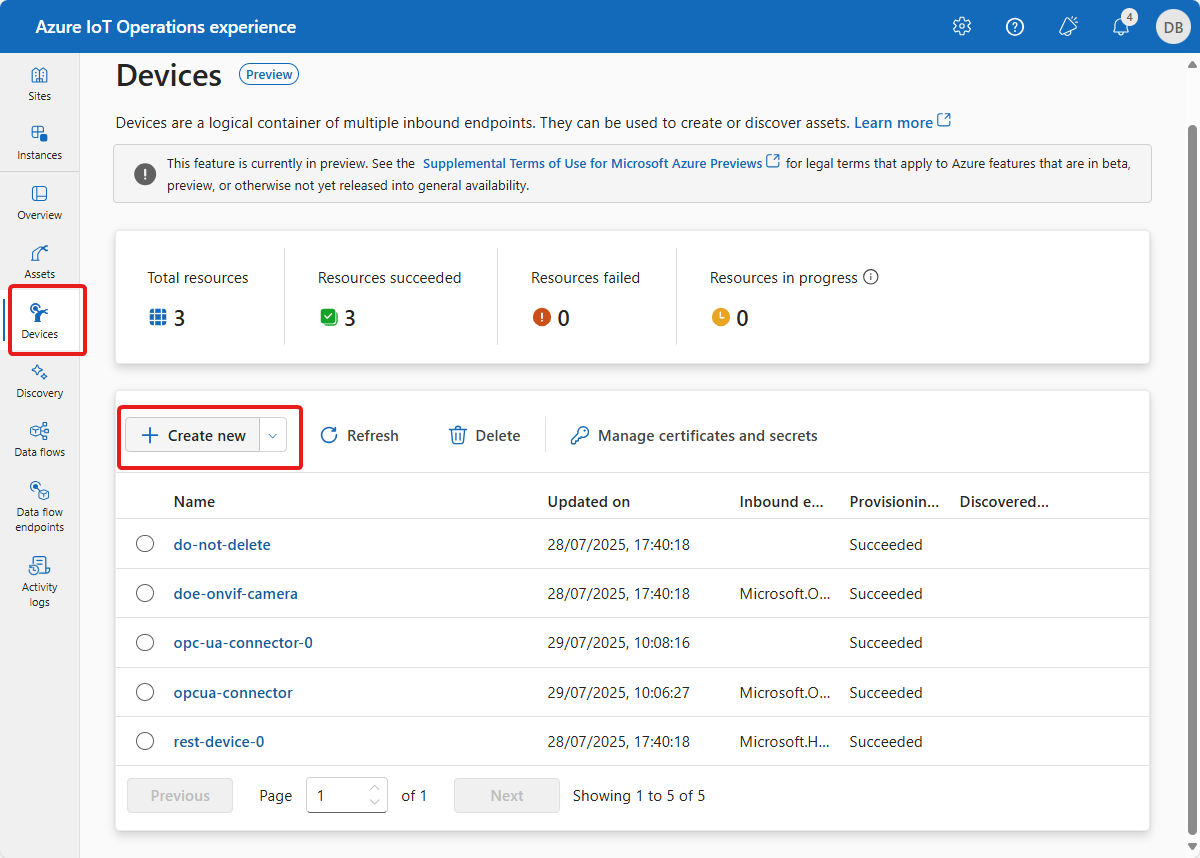 Azure IoT Operations experience
4
DB
Sites
Instances
Overview
Assets
Devices
Discovery
Data flows
Data flow
endpoints
Activity
logs
Devices
Preview
Devices are a logical container of multiple inbound endpoints. They can be used to create or discover assets. Learn more
This feature is currently in preview. See the Supplemental Terms of Use for Microsoft Azure Previews for legal terms that apply to Azure features that are in beta,
preview, or otherwise not yet released into general availability.
Total resources Resources succeeded Resources failed Resources in progress
3 3 0 0
Create new Refresh Delete Manage certificates and secrets
Name Updated on Inbound e... Provisionin... Discovered...
do-not-delete 28/07/2025, 17:40:18 Succeeded
doe-onvif-camera 28/07/2025, 17:40:18 Microsoft.O... Succeeded
opc-ua-connector-0 29/07/2025, 10:08:16 Succeeded
opcua-connector 29/07/2025, 10:06:27 Microsoft.O... Succeeded
rest-device-0 28/07/2025, 17:40:18 Microsoft.H... Succeeded
Previous Page 1 of 1 Next Showing 1 to 5 of 5